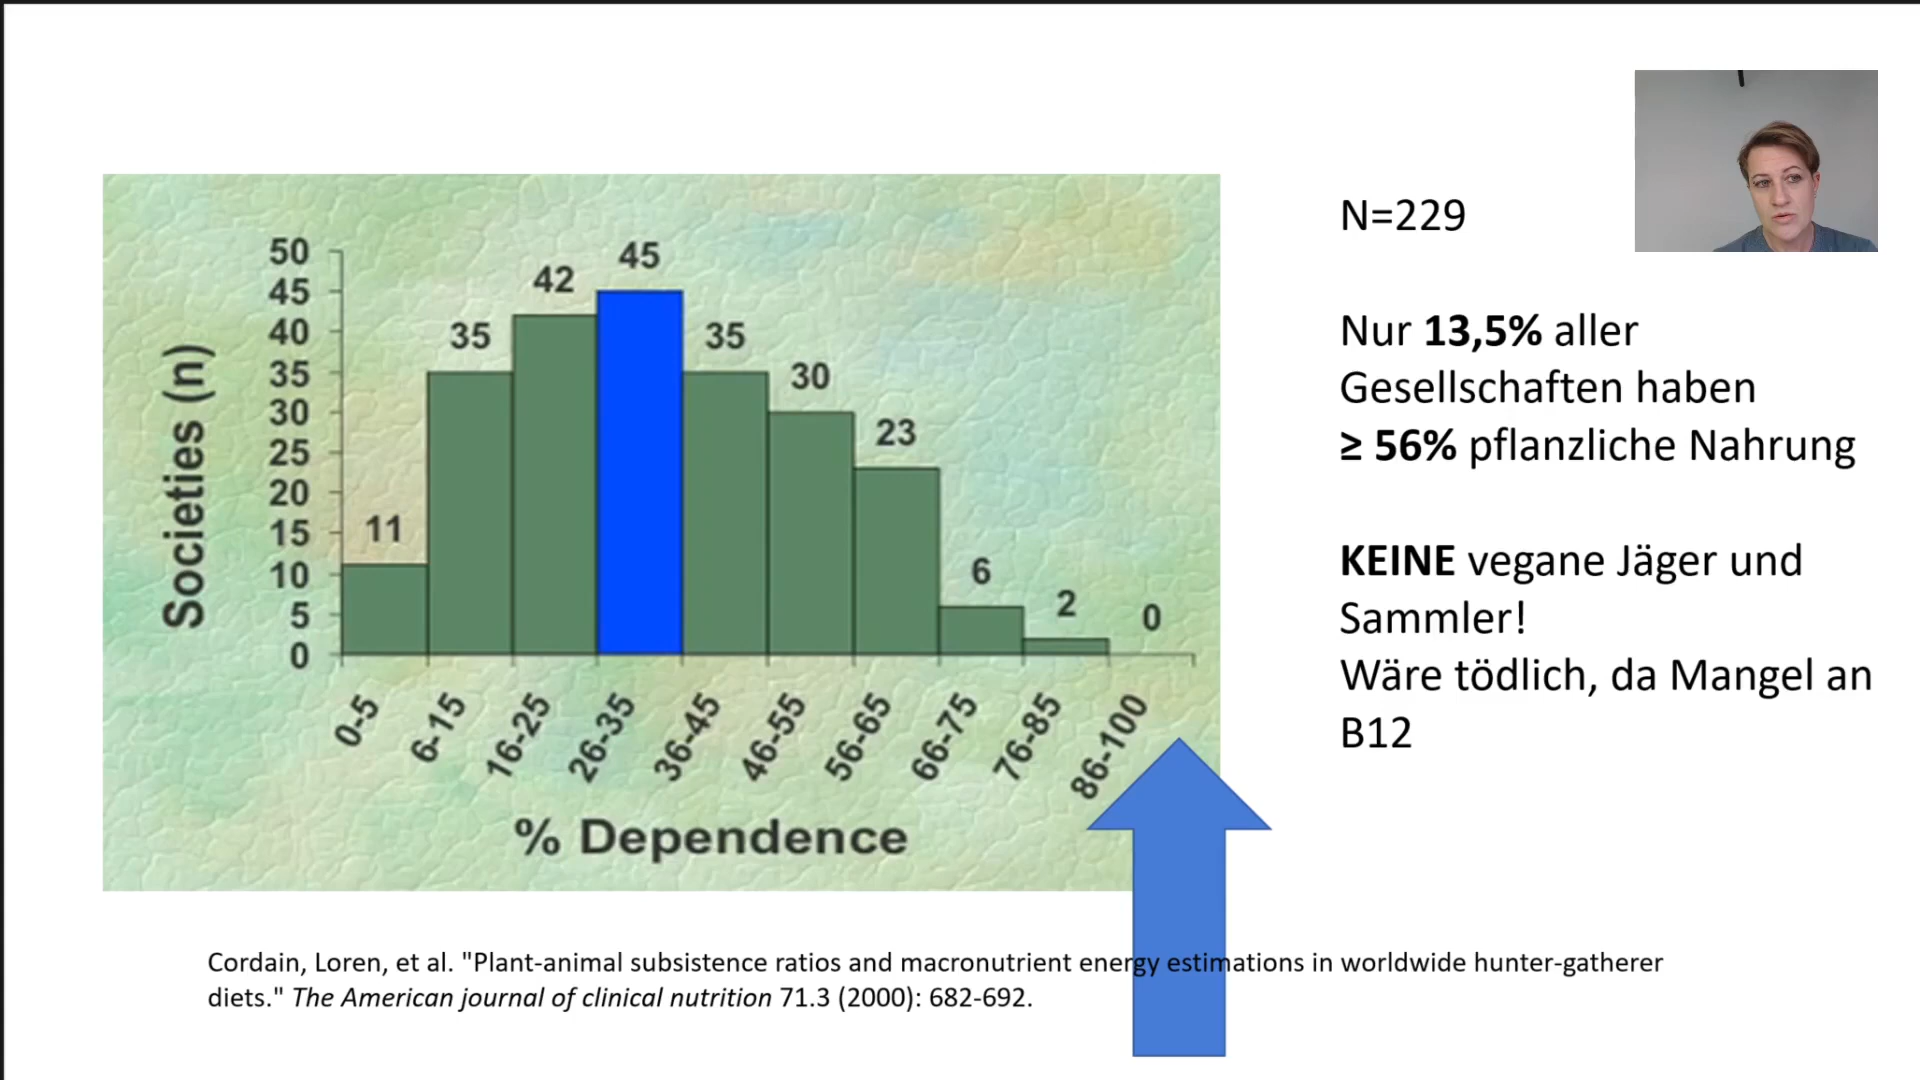 N=229
Nur 13,5% aller
Gesellschaften haben
≥ 56% pflanzliche Nahrung
KEINE vegane Jäger und
Sammler!
Wäre tödlich, da Mangel an
B12
Societies (n)
50
45
40
35
30
25
20
15
10
5
0
11
35
42
45
35
30
23
6
2
0
0-5
6-15
16-25
26-35
36-45
46-55
56-65
66-75
76-85
86-100
% Dependence
Cordain, Loren, et al. "Plant-animal subsistence ratios and macronutrient energy estimations in worldwide hunter-gatherer
diets." The American journal of clinical nutrition 71.3 (2000): 682-692.